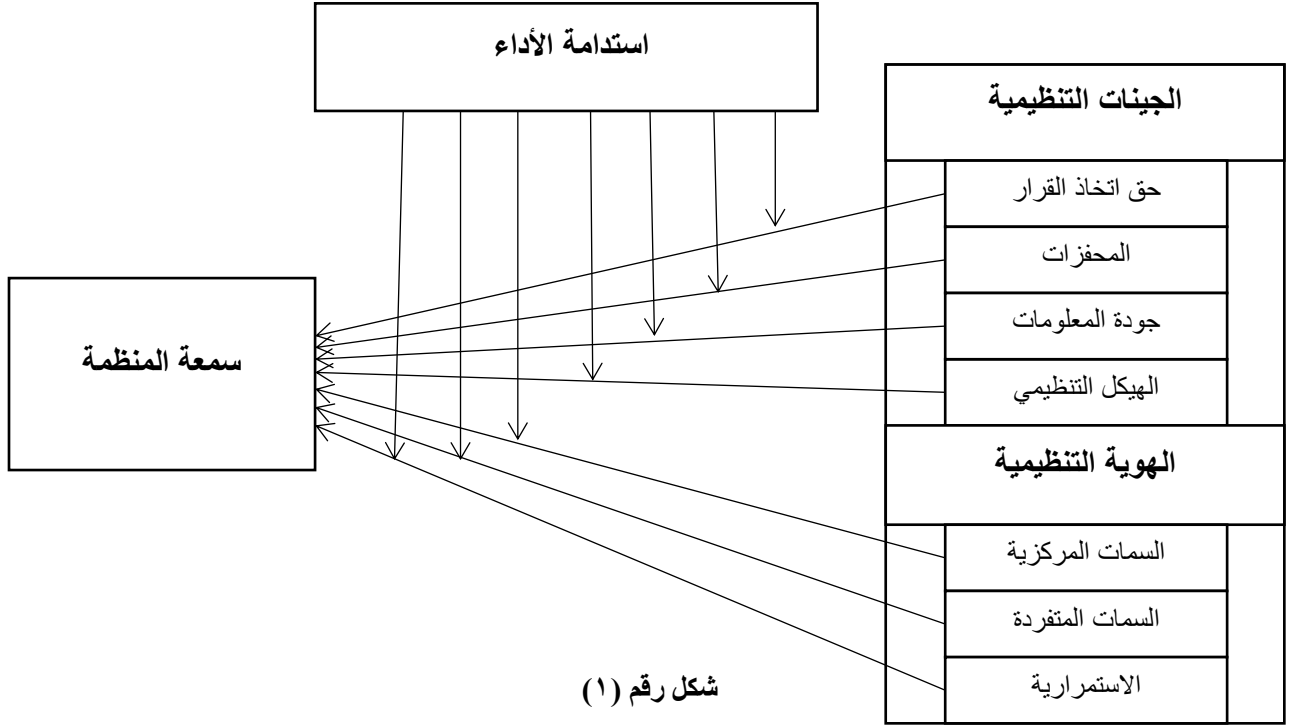 استدامة الأداء
الجينات التنظيمية
حق اتخاذ القرار
المحفزات
جودة المعلومات
الهيكل التنظيمي
الهوية التنظيمية
السمات المركزية
السمات المتفردة
الاستمرارية
سمعة المنظمة
شكل رقم (١)